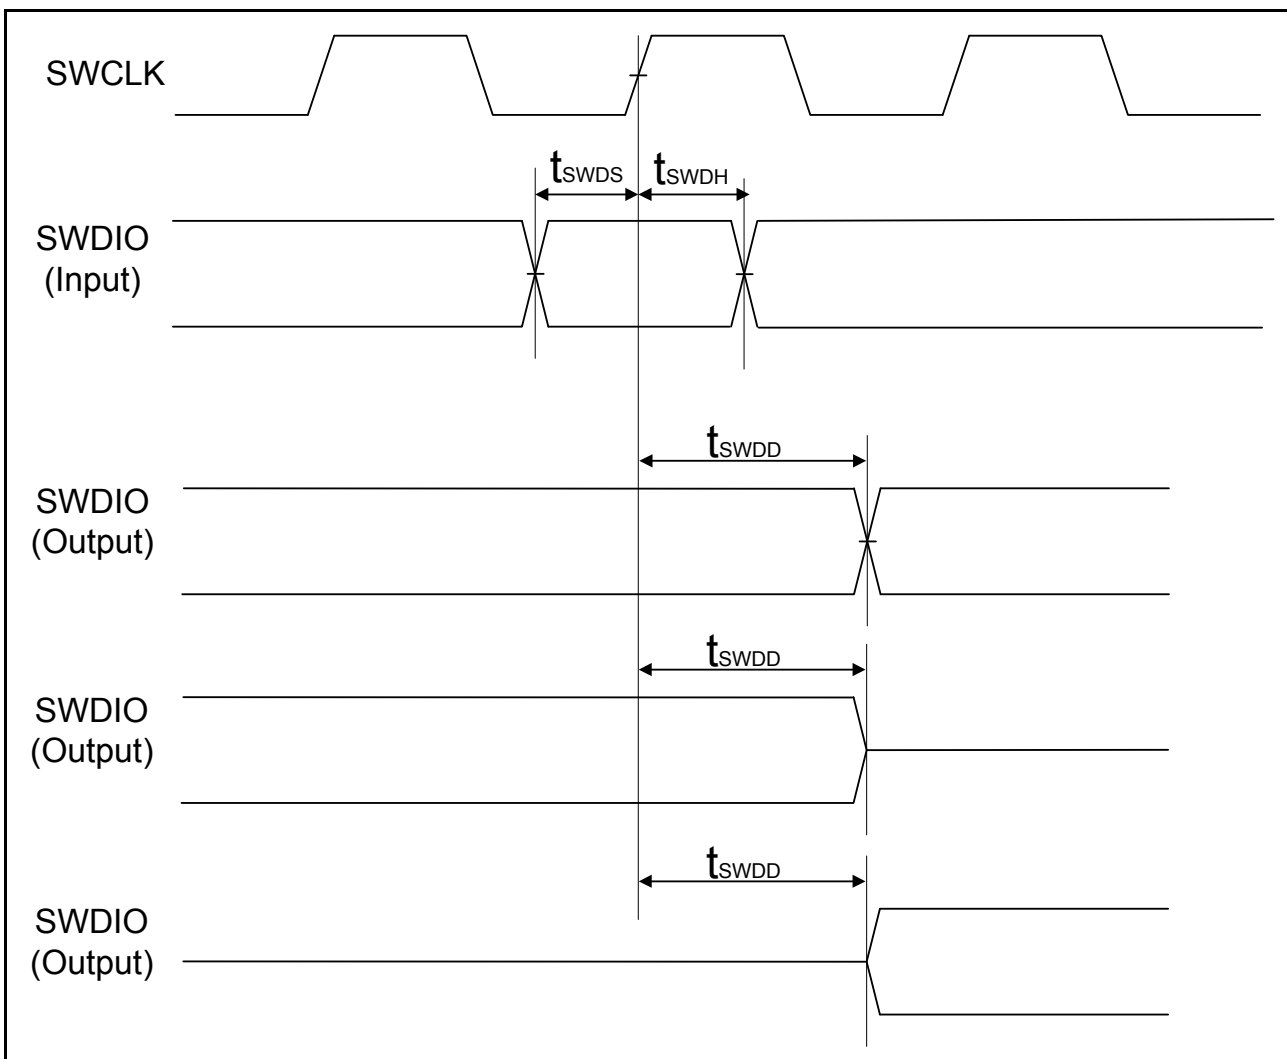 SWCLK
tSWDS
tSWDH
SWDIO
(Input)
tSWDD
SWDIO
(Output)
tSWDD
SWDIO
(Output)
tSWDD
SWDIO
(Output)